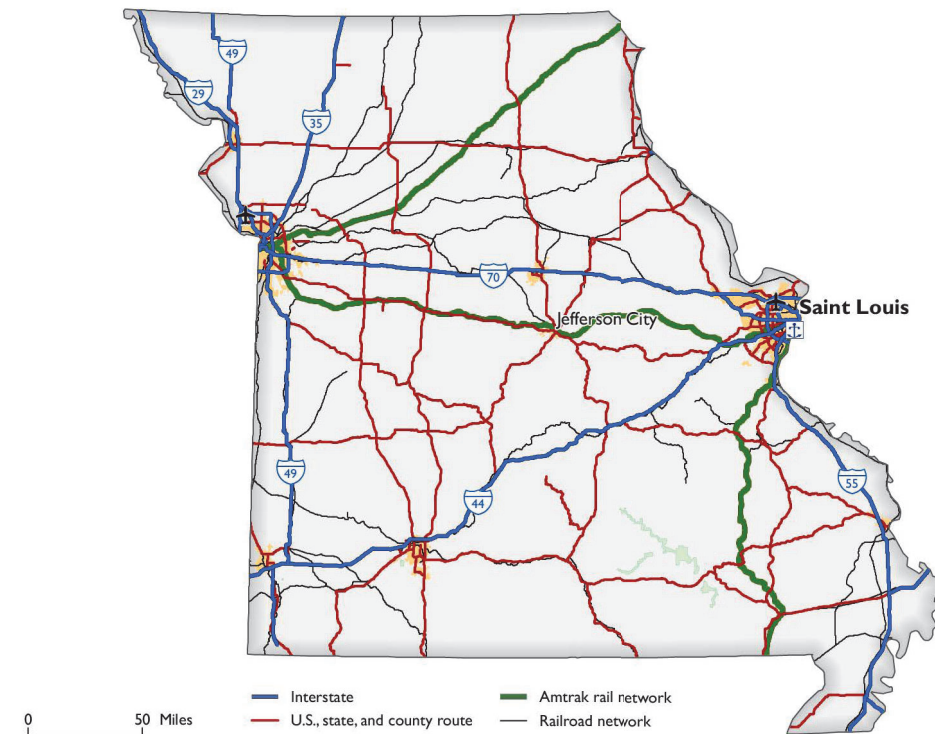 49
29
35
70
Saint Louis
Jefferson City
49
44
55
Interstate
Amtrak rail network
0
50 Miles
U.S., state, and county route
Railroad network